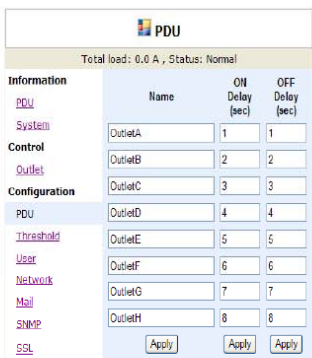 PDU
Total load: 0.0 A , Status: Normal
Information
PDU
System
Control
Outlet
Configuration
PDU
Threshold
User
Network
Mail
SNMP
SSL
Name ON Delay (sec) OFF Delay (sec)
OutletA 1 1
OutletB 2 2
OutletC 3 3
OutletD 4 4
OutletE 5 5
OutletF 6 6
OutletG 7 7
OutletH 8 8
Apply Apply Apply